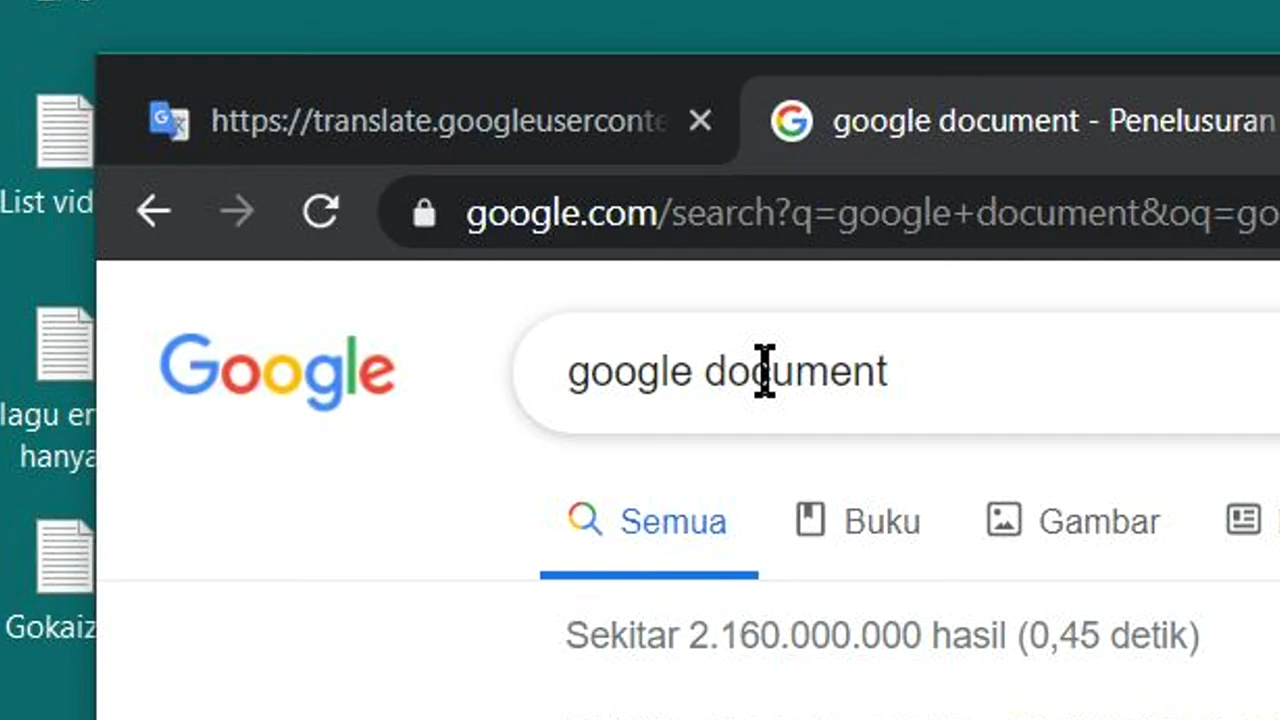 https://translate.googleuserconte
google document - Penelusuran
google.com/search?q=google+document&oq=go
List vid
Google
google document
lagu er
hanya
Semua Buku Gambar
Gokaiz
Sekitar 2.160.000.000 hasil (0,45 detik)